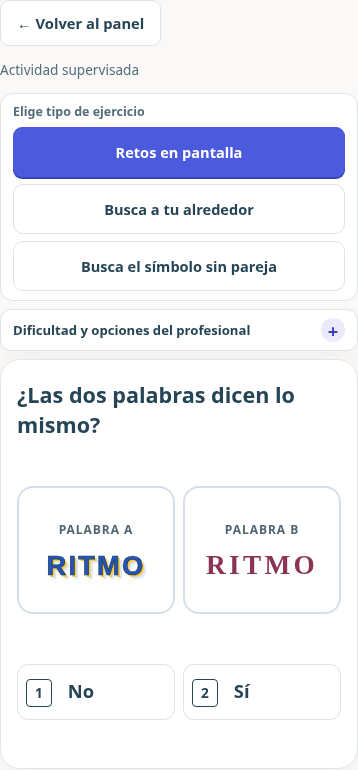 ← Volver al panel
Actividad supervisada
Elige tipo de ejercicio
Retos en pantalla
Busca a tu alrededor
Busca el símbolo sin pareja
Dificultad y opciones del profesional +
¿Las dos palabras dicen lo
mismo?
PALABRA A
RITMO
PALABRA B
RITMO
1 No
2 Sí